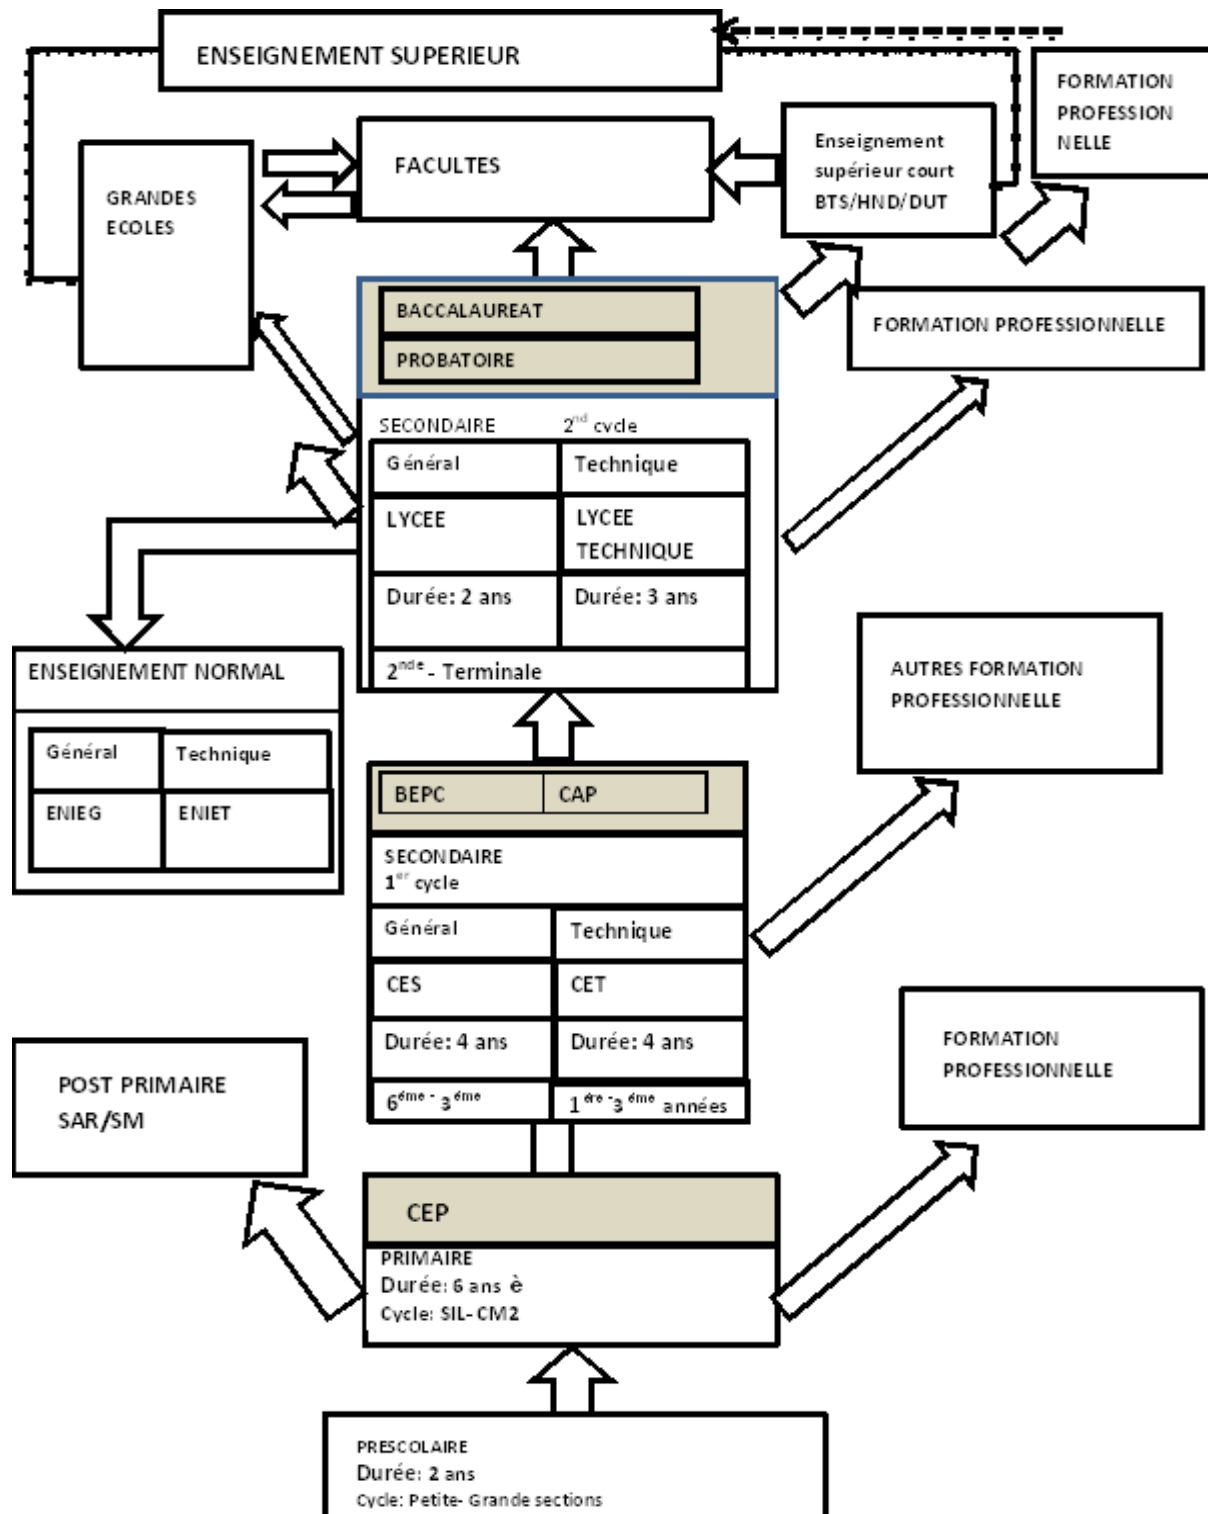 ENSEIGNEMENT SUPERIEUR
FORMATION
PROFESSION
NELLE
GRANDES
ECOLES
FACULTES
Enseignement
supérieur court
BTS/HND/DUT
BACCALAUREAT
PROBATOIRE
FORMATION PROFESSIONNELLE
SECONDAIRE 2nd cycle
Général Technique
LYCEE LYCEE
TECHNIQUE
Durée: 2 ans Durée: 3 ans
2nde - Terminale
ENSEIGNEMENT NORMAL
Général Technique
ENIEG ENIET
AUTRES FORMATION
PROFESSIONNELLE
BEPC CAP
SECONDAIRE
1er cycle
Général Technique
CES CET
Durée: 4 ans Durée: 4 ans
6éme - 3éme 1ére -3éme années
POST PRIMAIRE
SAR/SM
FORMATION
PROFESSIONNELLE
CEP
PRIMAIRE
Durée: 6 ans è
Cycle: SIL- CM2
PRESCOLAIRE
Durée: 2 ans
Cycle: Petite- Grande sections